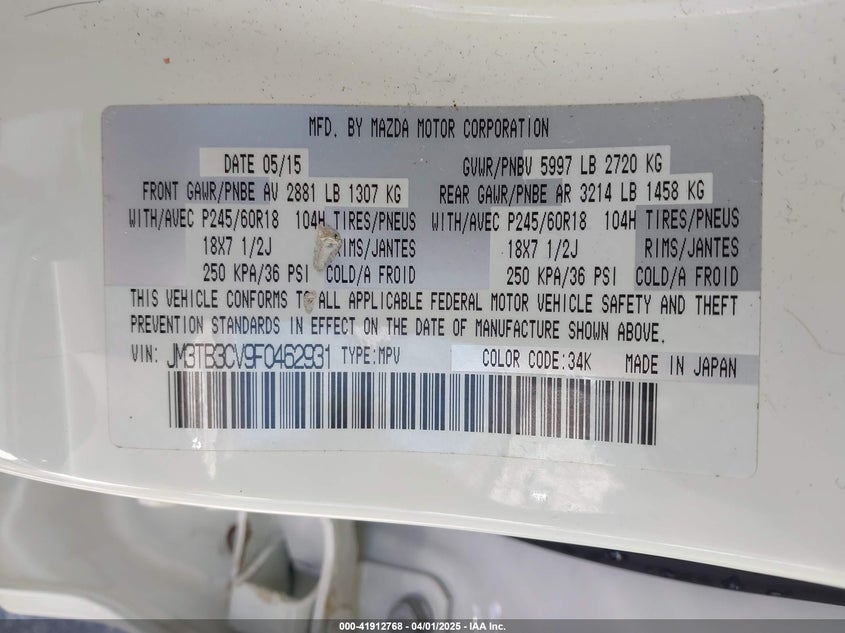 MFD. BY MAZDA MOTOR CORPORATION
DATE 05/15 GVWR/PNBV 5997 LB 2720 KG
FRONT GAWR/PNBE AV 2881 LB 1307 KG REAR GAWR/PNBE AR 3214 LB 1458 KG
WITH/AVEC P245/60R18 104H TIRES/PNEUS WITH/AVEC P245/60R18 104H TIRES/PNEUS
18X7 1/2J RIMS/JANTES 18X7 1/2J RIMS/JANTES
250 KPA/36 PSI COLD/A FROID 250 KPA/36 PSI COLD/A FROID
THIS VEHICLE CONFORMS TO ALL APPLICABLE FEDERAL MOTOR VEHICLE SAFETY AND THEFT
PREVENTION STANDARDS IN EFFECT ON THE DATE OF MANUFACTURE SHOWN ABOVE.
VIN: JM3TB3CV9F0462931 TYPE:MPV COLOR CODE:34K MADE IN JAPAN
000-41912768 - 04/01/2025 - IAA Inc.